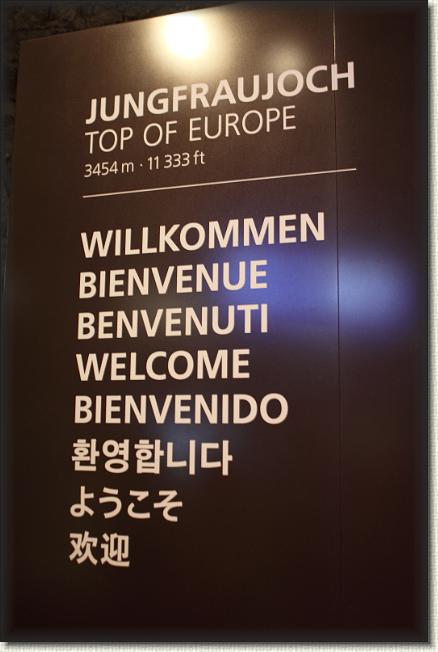 JUNGFRAUJOCH
TOP OF EUROPE
3454 m · 11 333 ft
WILLKOMMEN
BIENVENUE
BENVENUTI
WELCOME
BIENVENIDO
환영합니다
ようこそ
欢迎